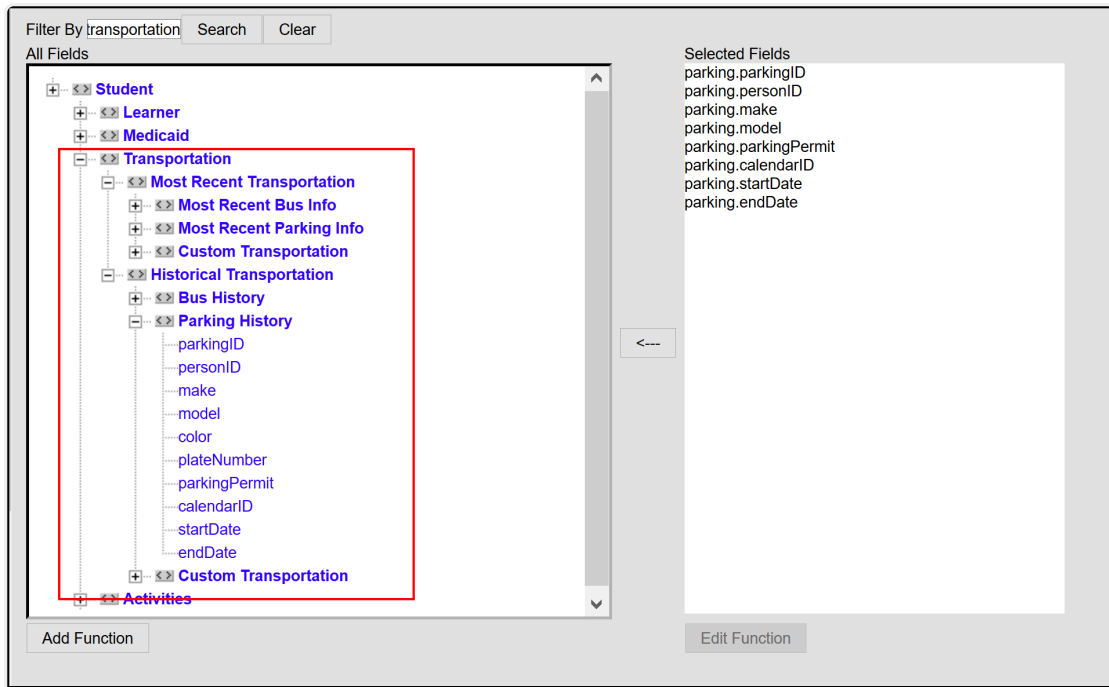 Filter By transportation Search Clear
All Fields
Student
Learner
Medicaid
Transportation
Most Recent Transportation
Most Recent Bus Info
Most Recent Parking Info
Custom Transportation
Historical Transportation
Bus History
Parking History
parkingID
personID
make
model
color
plateNumber
parkingPermit
calendarID
startDate
endDate
Custom Transportation
Activities
Add Function
<---
Selected Fields
parking.parkingID
parking.personID
parking.make
parking.model
parking.parkingPermit
parking.calendarID
parking.startDate
parking.endDate
Edit Function